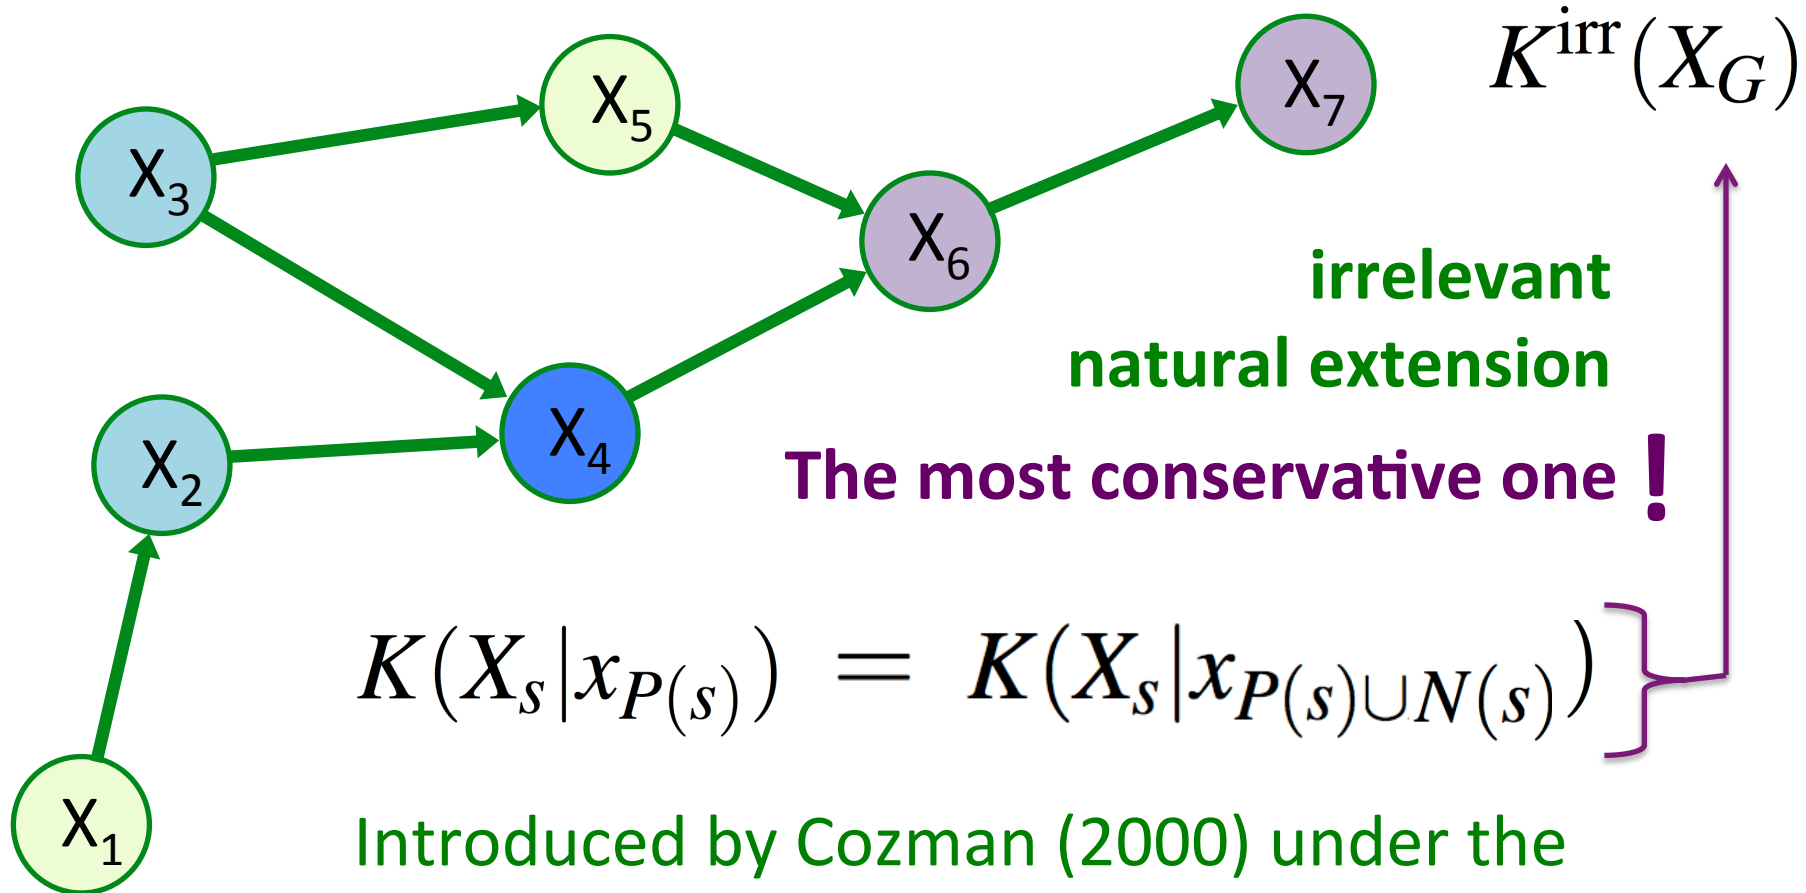 X₇
K^irr(X_G)
X₅
X₃
X₆
irrelevant
natural extension
X₄
X₂
The most conservative one !
K(X_s|x_P(s)) = K(X_s|x_P(s)∪N(s))
X₁
Introduced by Cozman (2000) under the